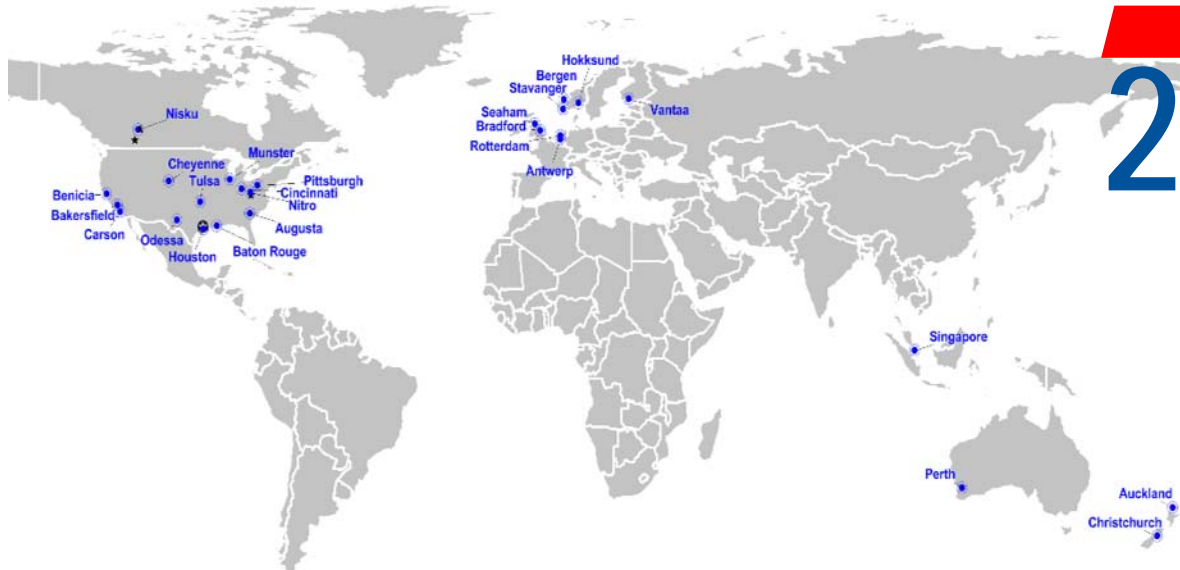 2
Hokksund
Bergen
Stavanger
Seaham
Bradford
Rotterdam
Antwerp
Vantaa
Nisku
Cheyenne
Munster
Tulsa
Pittsburgh
Cincinnati
Nitro
Benicia
Bakersfield
Carson
Odessa
Houston
Baton Rouge
Augusta
Singapore
Perth
Auckland
Christchurch